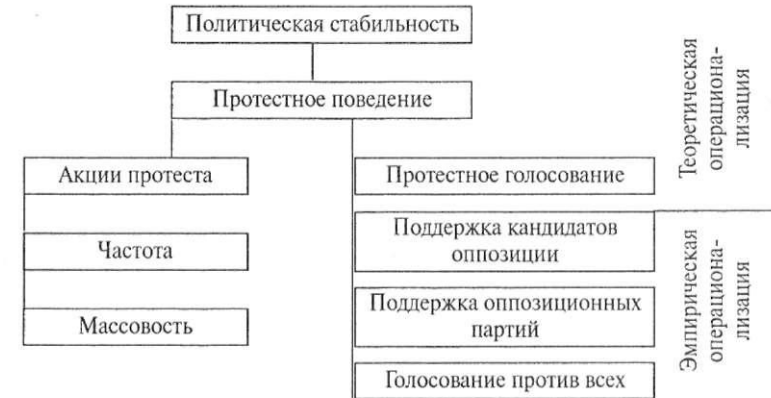 Политическая стабильность
Протестное поведение
Акции протеста
Частота
Массовость
Протестное голосование
Поддержка кандидатов
оппозиции
Поддержка оппозиционных
партий
Голосование против всех
Теоретическая
операциона-
лизация
Эмпирическая
операциона-
лизация